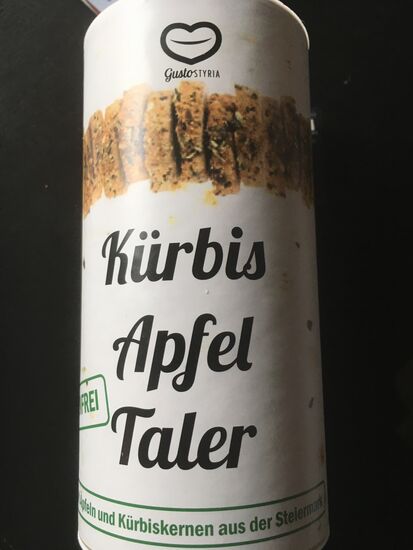 GustoSTYRIA
Kürbis
Apfel
FREI
Taler
Äpfeln und Kürbiskernen aus der Steiermark